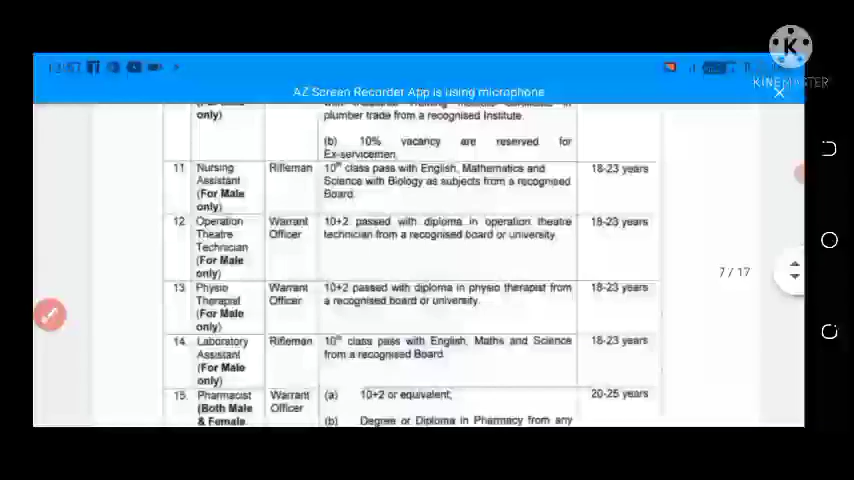 KINEMASTER
AZ Screen Recorder App is using microphone
only)
plumber trade from a recognised Institute.
(b) 10% vacancy are reserved for
Ex-servicemen
11 Nursing Assistant (For Male only) Rifleman 10th class pass with English, Mathematics and Science with Biology as subjects from a recognised Board. 18-23 years
12 Operation Theatre Technician (For Male only) Warrant Officer 10+2 passed with diploma in operation theatre technician from a recognised board or university. 18-23 years
13 Physio Therapist (For Male only) Warrant Officer 10+2 passed with diploma in physio therapist from a recognised board or university. 18-23 years
14 Laboratory Assistant (For Male only) Rifleman 10th class pass with English, Maths and Science from a recognised Board 18-23 years
15. Pharmacist (Both Male & Female Warrant Officer (a) 10+2 or equivalent; 20-25 years
(b) Degree or Diploma in Pharmacy from any
7 / 17